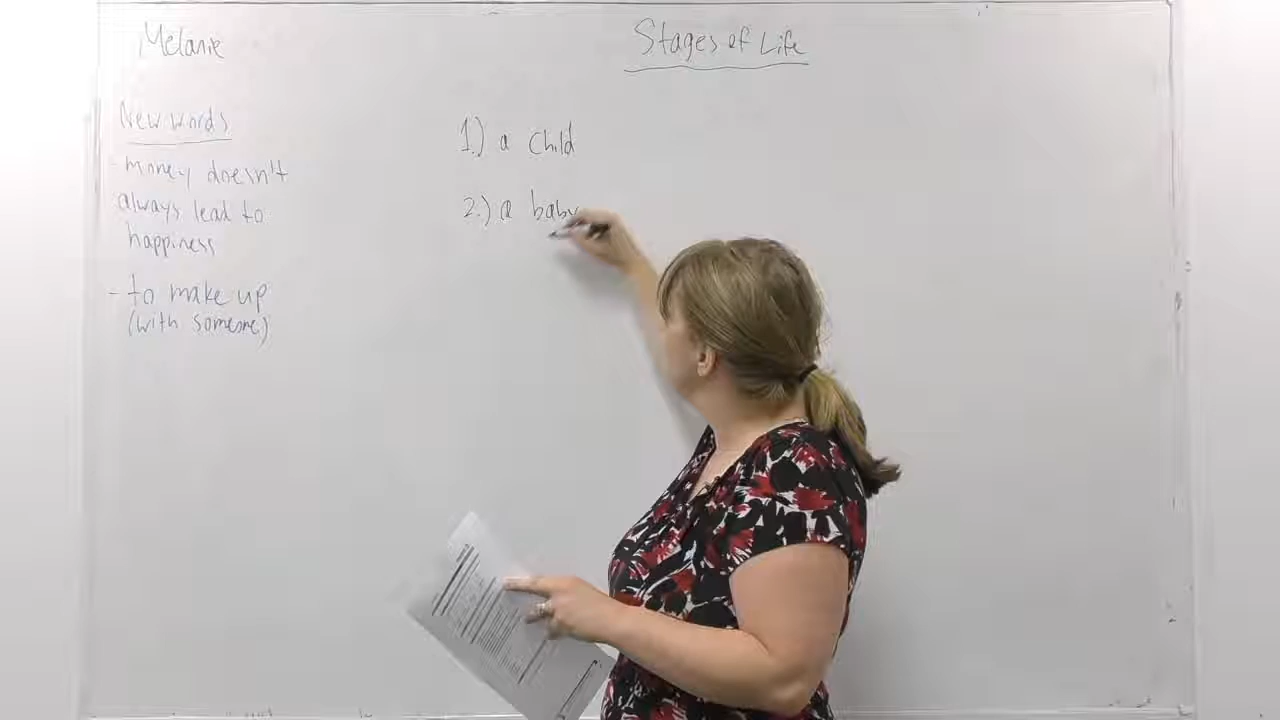 Melanie
Stages of Life
New words
- money doesn't
always lead to
happiness
- to make up
(with someone)
1.) a child
2.) a baby